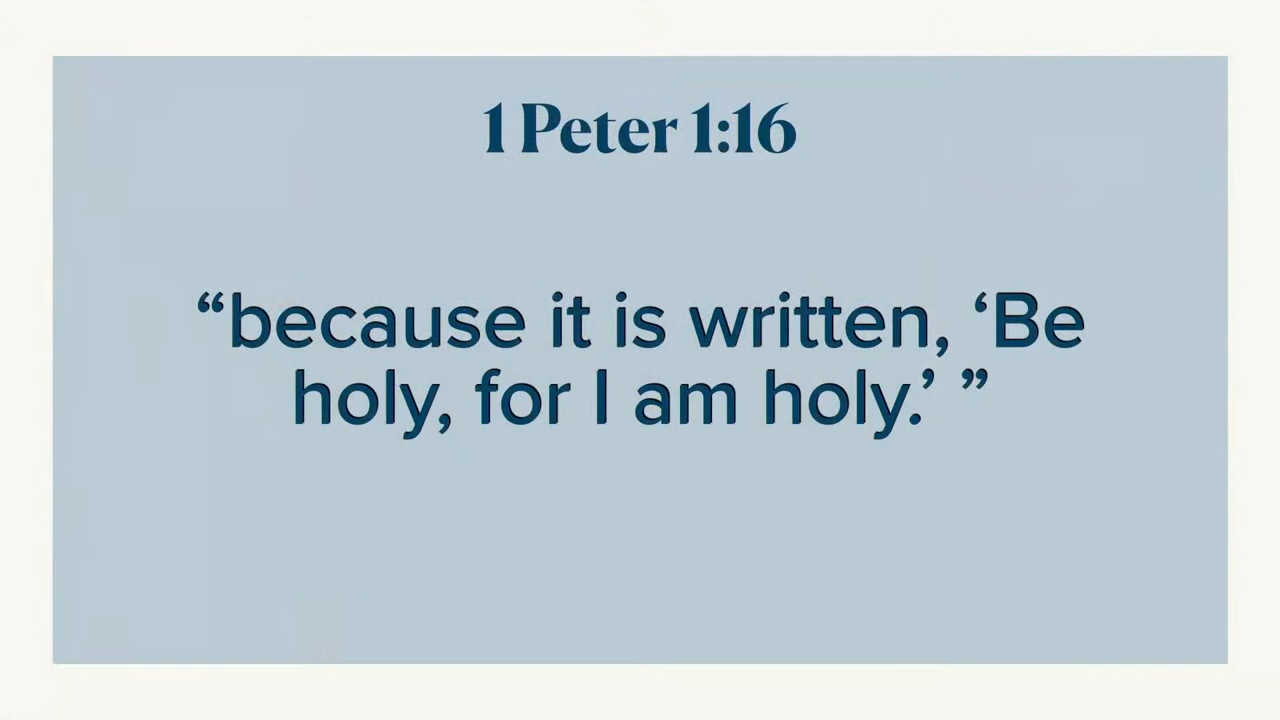 1 Peter 1:16
“because it is written, ‘Be
holy, for I am holy.’ ”